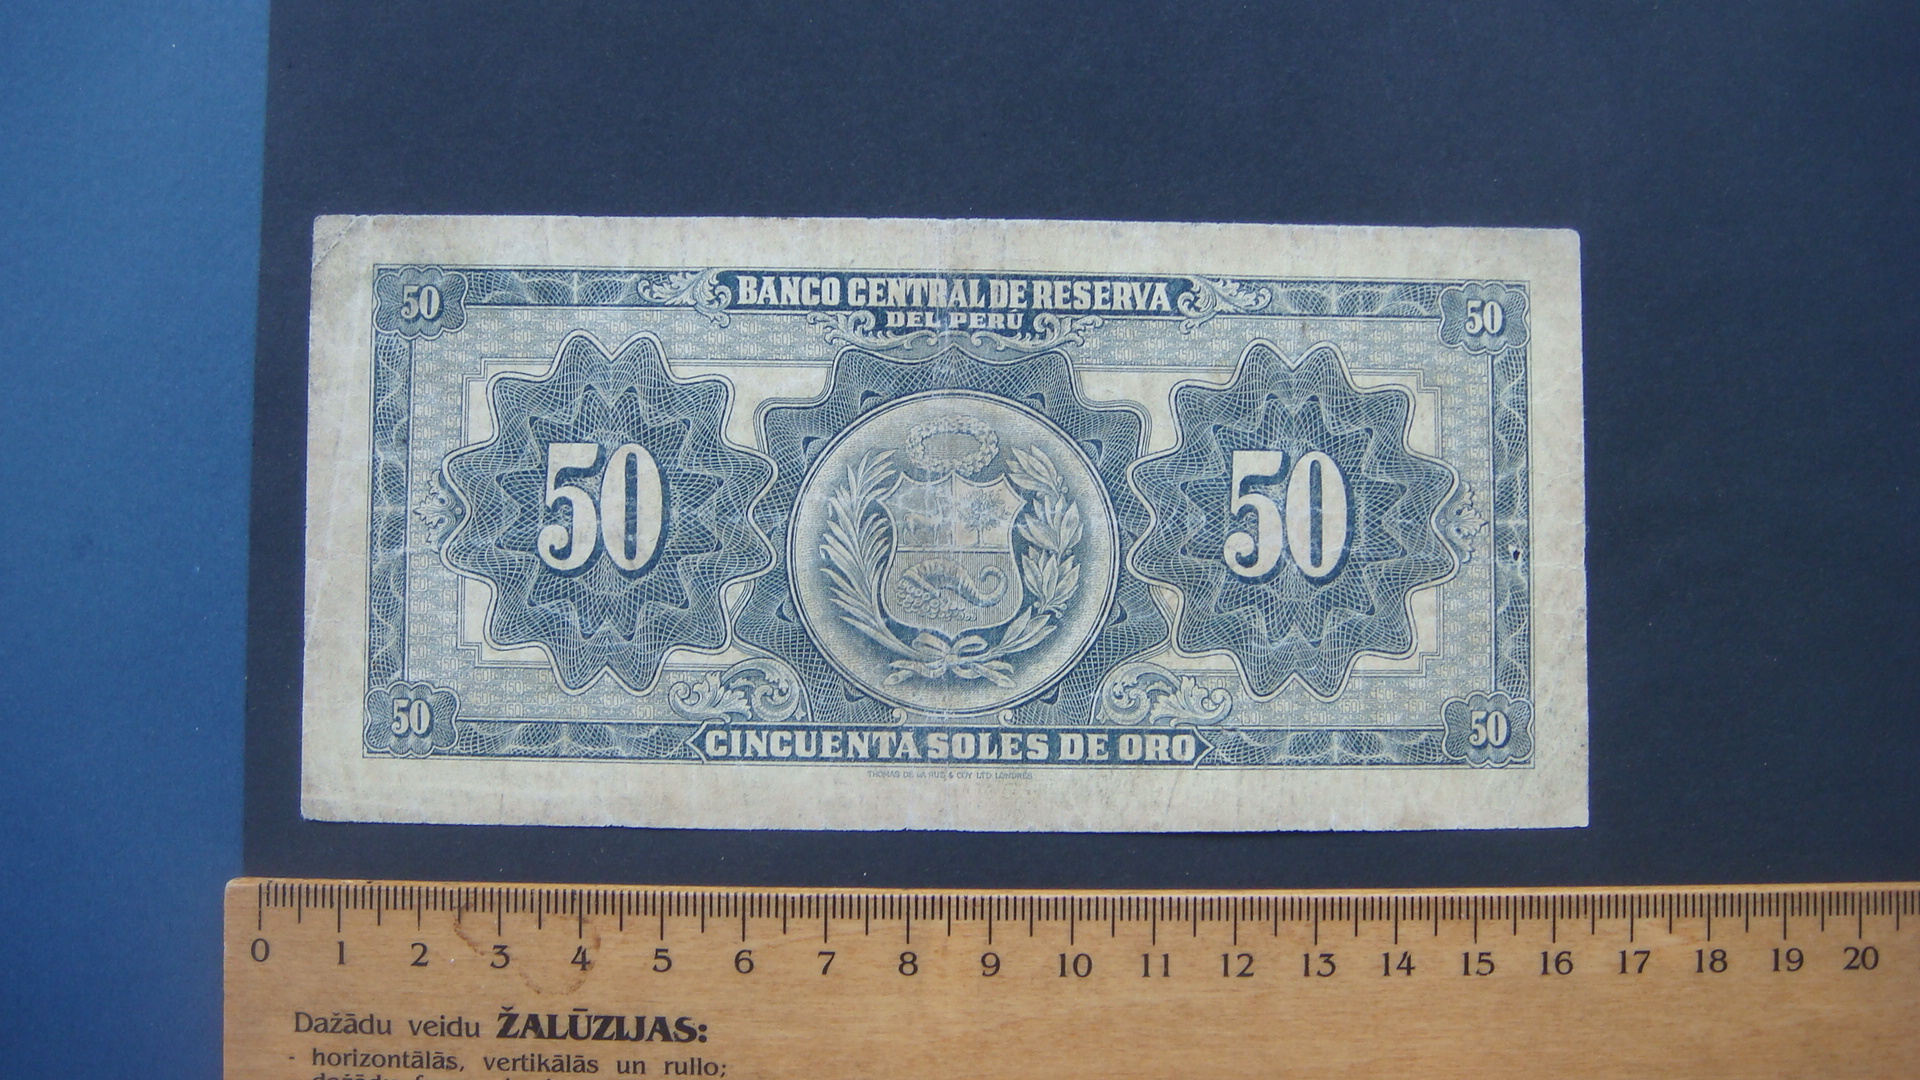 50 BANCO CENTRAL DE RESERVA 50
DEL PERÚ
50 50
50 CINCUENTA SOLES DE ORO 50
THOMAS DE LA RUE & COY LTD LONDRES
0 1 2 3 4 5 6 7 8 9 10 11 12 13 14 15 16 17 18 19 20
Dažādu veidu ŽALŪZIJAS:
- horizontālās, vertikālās un rullo;